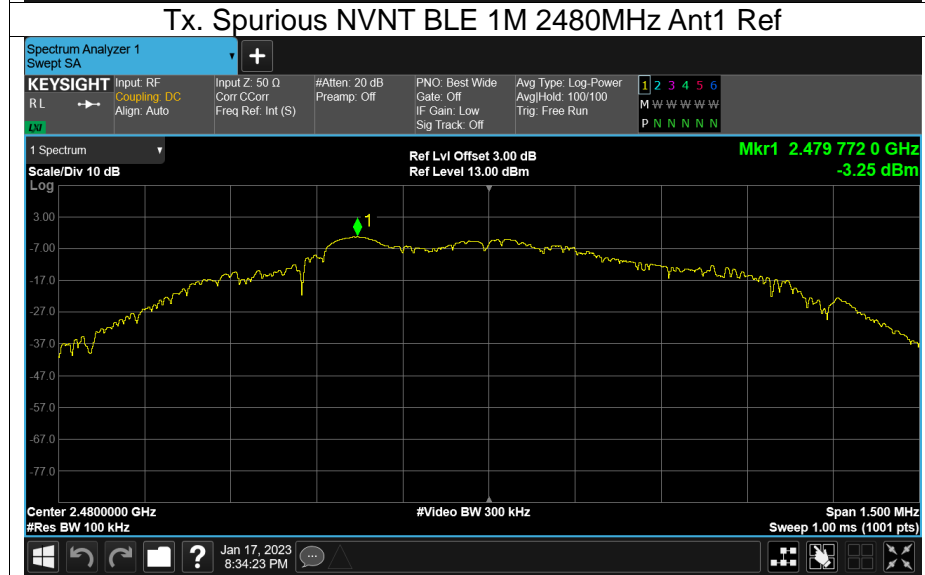 Tx. Spurious NVNT BLE 1M 2480MHz Ant1 Ref
Spectrum Analyzer 1
Swept SA
+
KEYSIGHT Input: RF Input Z: 50 Ω #Atten: 20 dB PNO: Best Wide Avg Type: Log-Power 1 2 3 4 5 6
R L Coupling: DC Corr CCorr Preamp: Off Gate: Off Avg|Hold: 100/100 M W W W W W
Align: Auto Freq Ref: Int (S) IF Gain: Low Trig: Free Run
LXI Sig Track: Off P N N N N N
1 Spectrum Ref Lvl Offset 3.00 dB Mkr1 2.479 772 0 GHz
Scale/Div 10 dB Ref Level 13.00 dBm -3.25 dBm
Log
1
3.00
-7.00
-17.0
-27.0
-37.0
-47.0
-57.0
-67.0
-77.0
Center 2.4800000 GHz #Video BW 300 kHz Span 1.500 MHz
#Res BW 100 kHz Sweep 1.00 ms (1001 pts)
? Jan 17, 2023
8:34:23 PM